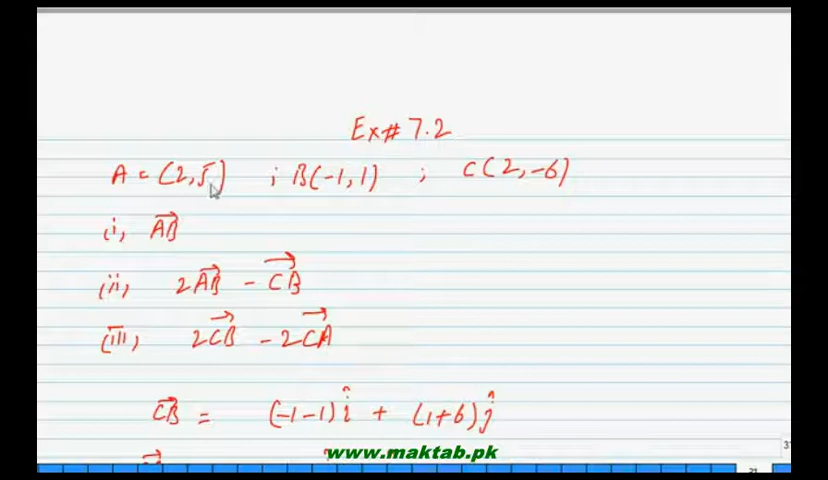 Ex# 7.2
A = (2,5) ; B(-1,1) ; C(2,-6)
(i, AB
(ii, 2AB - CB
(iii, 2CB - 2CA
CB = (-1-1)i + (1+6)j
www.maktab.pk
21